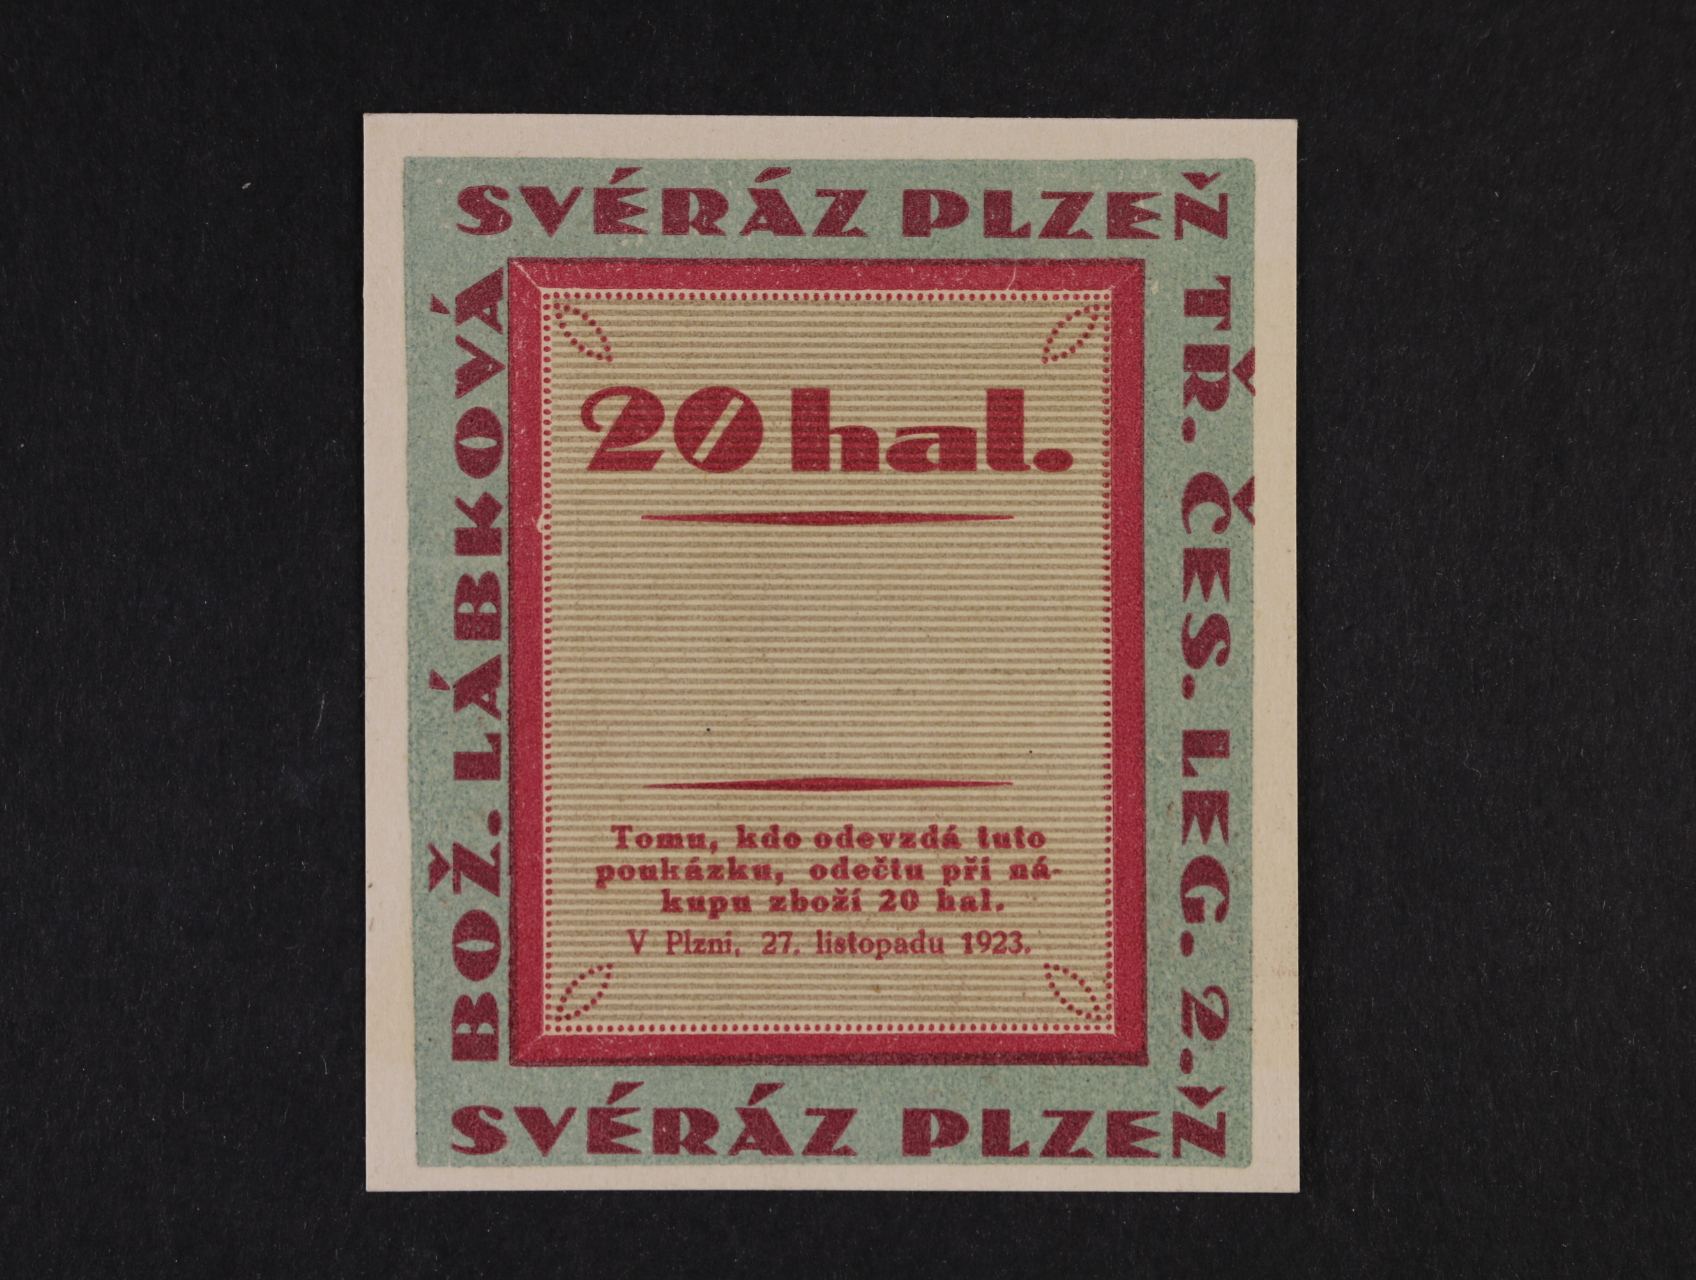 SVÉRÁZ PLZEŇ
BOŽ. LÁBKOVÁ
TŘ. ČES. LEG. 2.
20 hal.
Tomu, kdo odevzdá tuto
poukázku, odečtu při ná-
kupu zboží 20 hal.
V Plzni, 27. listopadu 1923.
SVÉRÁZ PLZEŇ